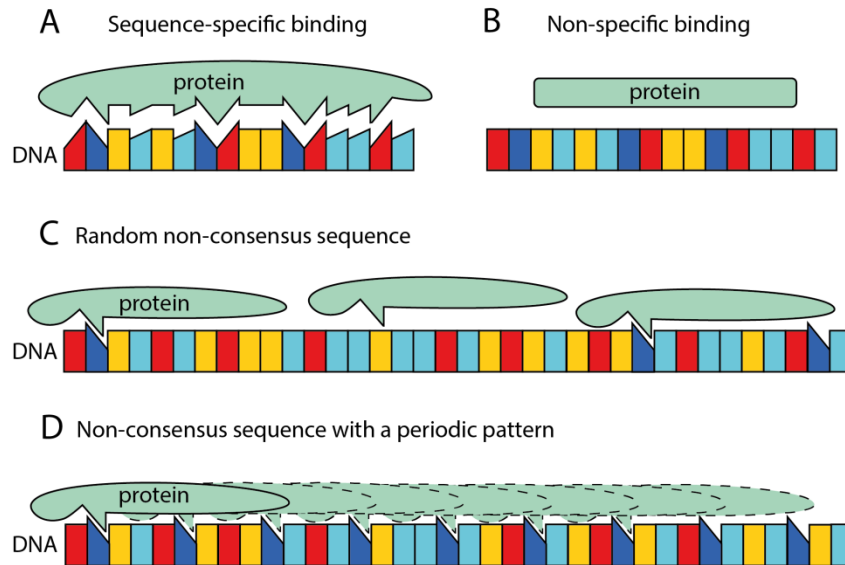 A Sequence-specific binding
protein
DNA
B Non-specific binding
protein
C Random non-consensus sequence
protein
DNA
D Non-consensus sequence with a periodic pattern
protein
DNA